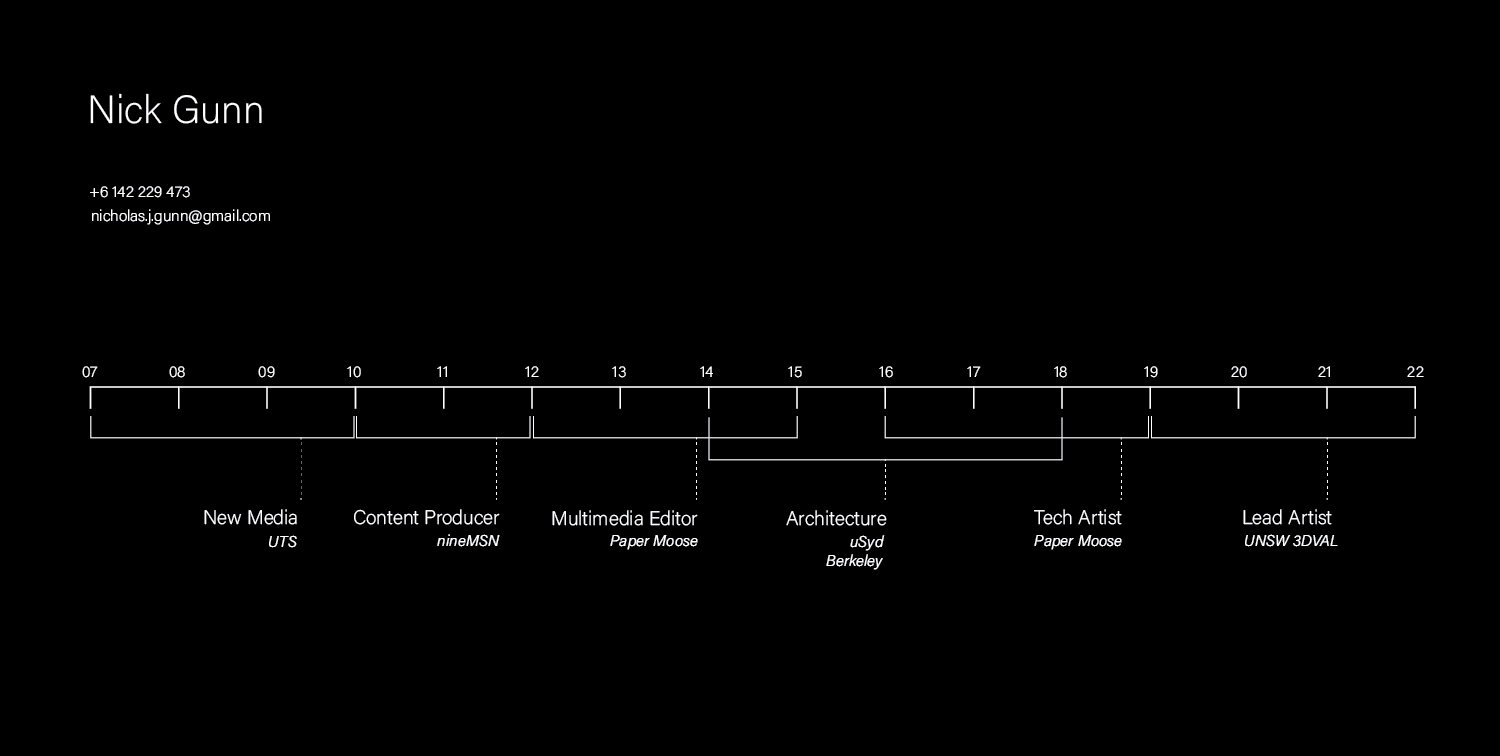 Nick Gunn
+6 142 229 473
nicholas.j.gunn@gmail.com
07 08 09 10 11 12 13 14 15 16 17 18 19 20 21 22
New Media Content Producer Multimedia Editor Architecture Tech Artist Lead Artist
UTS nineMSN Paper Moose uSyd Paper Moose UNSW 3DVAL
Berkeley